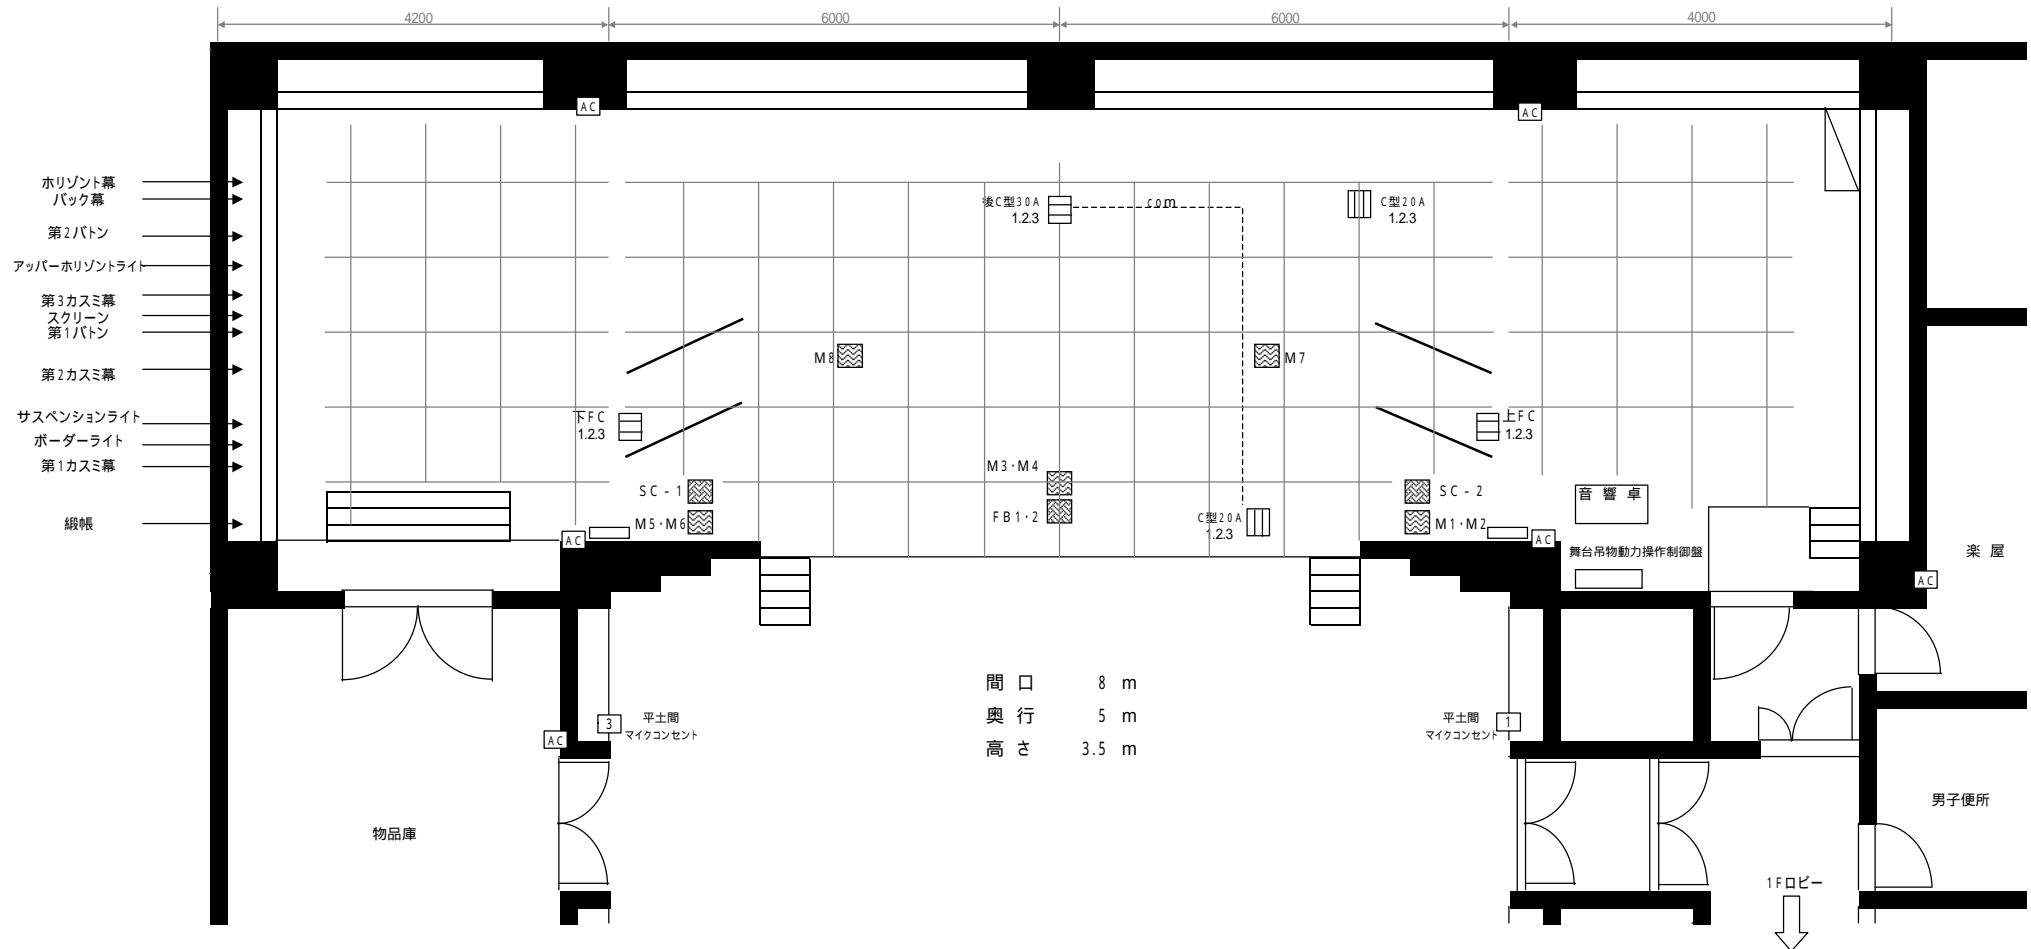 4200 6000 6000 4000
AC AC
ホリゾント幕
バック幕
第2バトン
アッパーホリゾントライト
第3カスミ幕
スクリーン
第1バトン
第2カスミ幕
サスペンションライト
ボーダーライト
第1カスミ幕
緞帳
後C型30A
1.2.3
com
C型20A
1.2.3
M8
M7
下FC
1.2.3
上FC
1.2.3
M3・M4
SC-1
SC-2
音響卓
FB1・2
C型20A
1.2.3
M5・M6
M1・M2
AC
AC
舞台吊物動力操作制御盤
楽屋
AC
間口 8 m
奥行 5 m
高さ 3.5 m
3
平土間
マイクコンセント
平土間
マイクコンセント
1
AC
物品庫
男子便所
1Fロビー